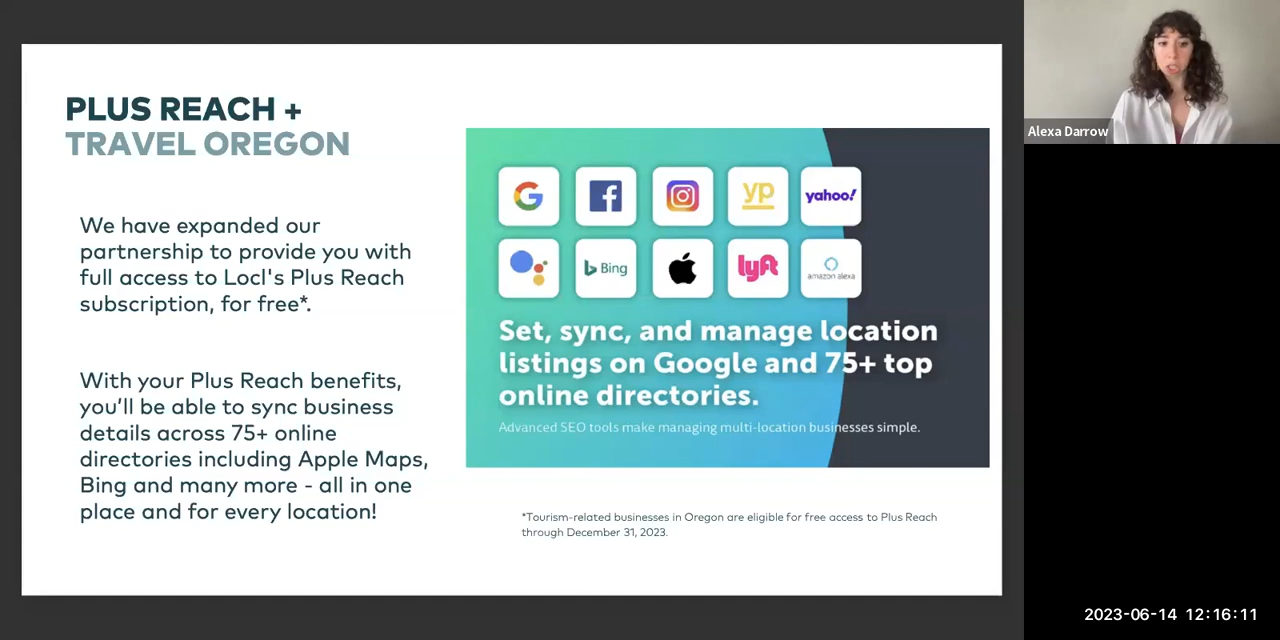 PLUS REACH +
TRAVEL OREGON
We have expanded our
partnership to provide you with
full access to Locl's Plus Reach
subscription, for free*.
With your Plus Reach benefits,
you’ll be able to sync business
details across 75+ online
directories including Apple Maps,
Bing and many more - all in one
place and for every location!
yp
yahoo!
Bing
lyft
amazon alexa
Set, sync, and manage location
listings on Google and 75+ top
online directories.
Advanced SEO tools make managing multi-location businesses simple.
*Tourism-related businesses in Oregon are eligible for free access to Plus Reach
through December 31, 2023.
Alexa Darrow
2023-06-14 12:16:11